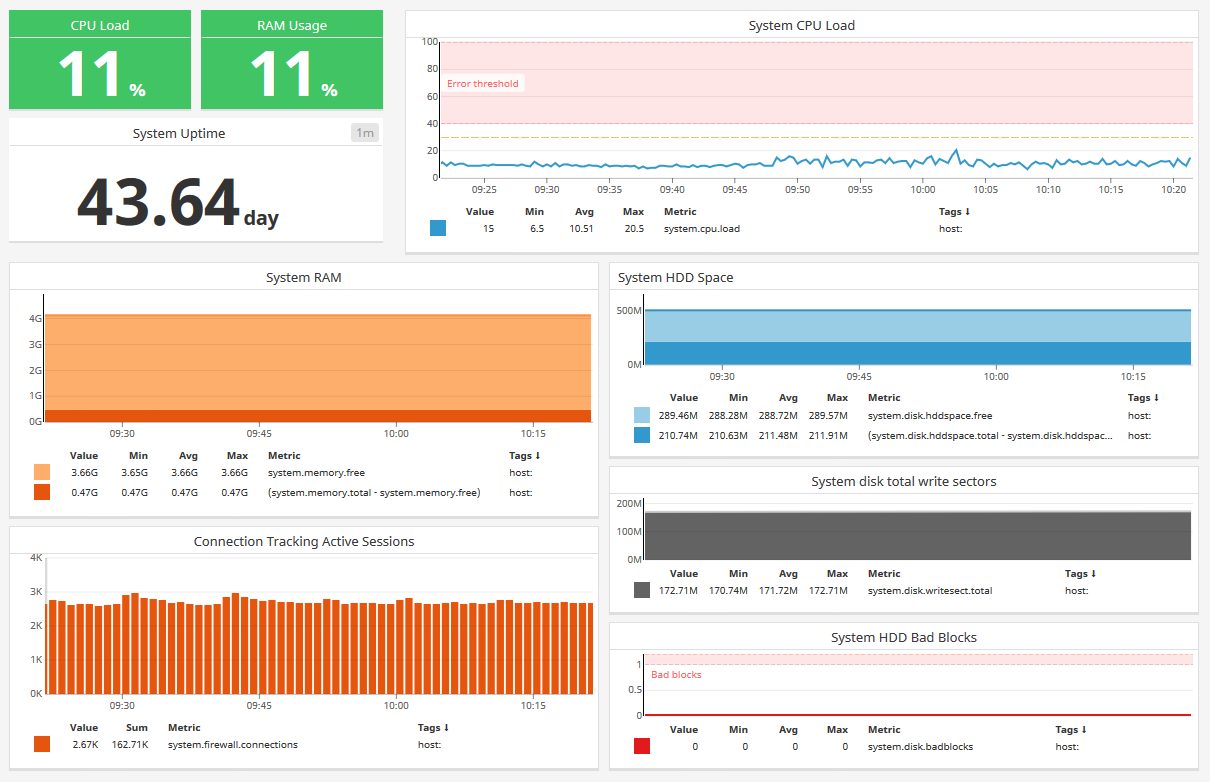 CPU Load
11 %
RAM Usage
11 %
System Uptime 1m
43.64 day
System CPU Load
100
80
60
40
20
0
Error threshold
09:25 09:30 09:35 09:40 09:45 09:50 09:55 10:00 10:05 10:10 10:15 10:20
Value Min Avg Max Metric Tags ↓
15 6.5 10.51 20.5 system.cpu.load host:
System RAM
4G
3G
2G
1G
0G
09:30 09:45 10:00 10:15
Value Min Avg Max Metric Tags ↓
3.66G 3.65G 3.66G 3.66G system.memory.free host:
0.47G 0.47G 0.47G 0.47G (system.memory.total - system.memory.free) host:
System HDD Space
500M
0M
09:30 09:45 10:00 10:15
Value Min Avg Max Metric Tags ↓
289.46M 288.28M 288.72M 289.57M system.disk.hddspace.free host:
210.74M 210.63M 211.48M 211.91M (system.disk.hddspace.total - system.disk.hddspac... host:
System disk total write sectors
200M
100M
0M
Value Min Avg Max Metric Tags ↓
172.71M 170.74M 171.72M 172.71M system.disk.writesect.total host:
Connection Tracking Active Sessions
4K
3K
2K
1K
0K
09:30 09:45 10:00 10:15
Value Sum Metric Tags ↓
2.67K 162.71K system.firewall.connections host:
System HDD Bad Blocks
1
0.5
0
Bad blocks
Value Min Avg Max Metric Tags ↓
0 0 0 0 system.disk.badblocks host: